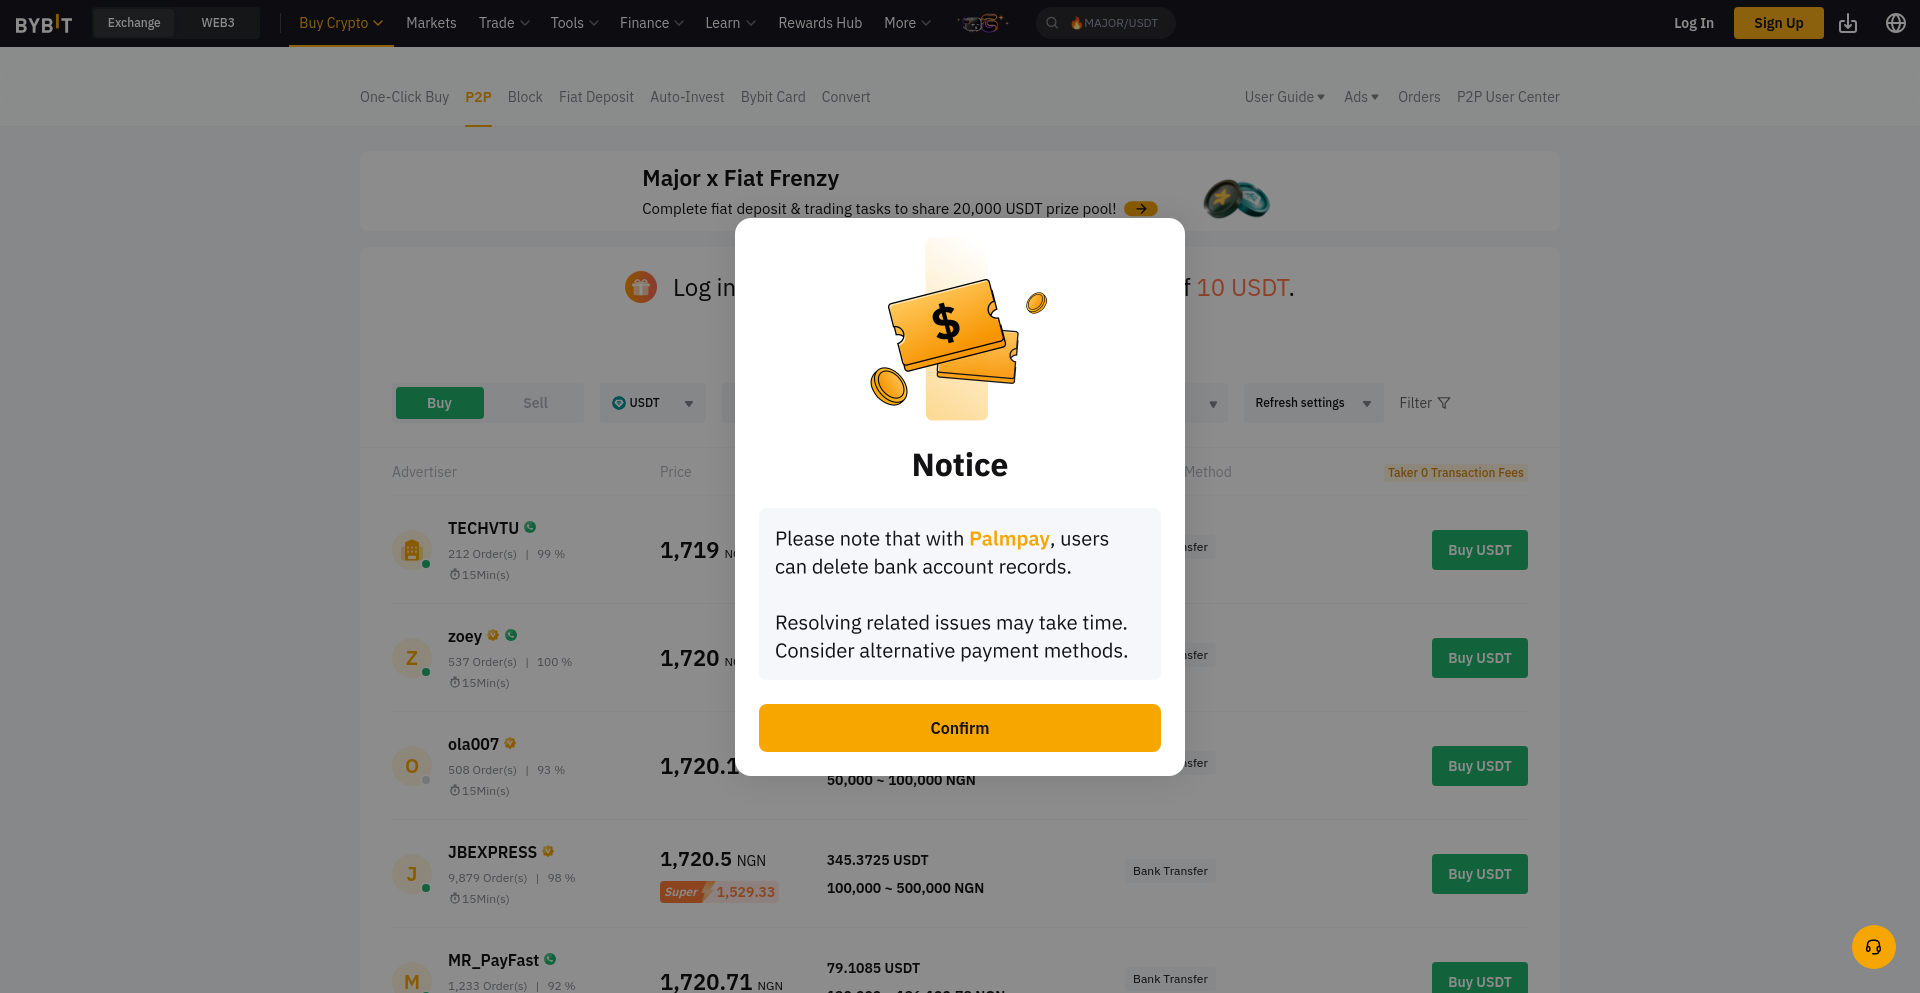 BYBIT Exchange WEB3 Buy Crypto Markets Trade Tools Finance Learn Rewards Hub More MAJOR/USDT Log In Sign Up
One-Click Buy P2P Block Fiat Deposit Auto-Invest Bybit Card Convert User Guide Ads Orders P2P User Center
Major x Fiat Frenzy
Complete fiat deposit & trading tasks to share 20,000 USDT prize pool!
Log in 10 USDT.
Buy Sell USDT Refresh settings Filter
Advertiser Price Method Taker 0 Transaction Fees
TECHVTU
212 Order(s) | 99 %
15Min(s)
1,719
Buy USDT
zoey
537 Order(s) | 100 %
15Min(s)
Z
1,720
Buy USDT
ola007
508 Order(s) | 93 %
15Min(s)
O
1,720.1
50,000 ~ 100,000 NGN
Buy USDT
JBEXPRESS
9,879 Order(s) | 98 %
15Min(s)
J
1,720.5 NGN
Super 1,529.33
345.3725 USDT
100,000 ~ 500,000 NGN
Bank Transfer
Buy USDT
MR_PayFast
1,233 Order(s) | 92 %
M
1,720.71 NGN
79.1085 USDT
Bank Transfer
Buy USDT
$
Notice
Please note that with Palmpay, users
can delete bank account records.
Resolving related issues may take time.
Consider alternative payment methods.
Confirm